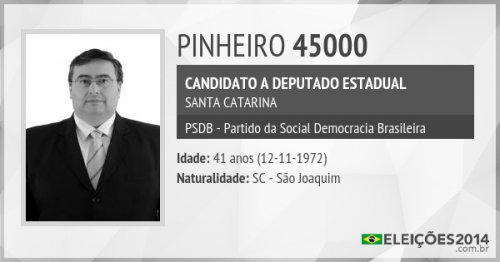 PINHEIRO 45000
CANDIDATO A DEPUTADO ESTADUAL
SANTA CATARINA
PSDB - Partido da Social Democracia Brasileira
Idade: 41 anos (12-11-1972)
Naturalidade: SC - São Joaquim
ELEIÇÕES2014
.com.br